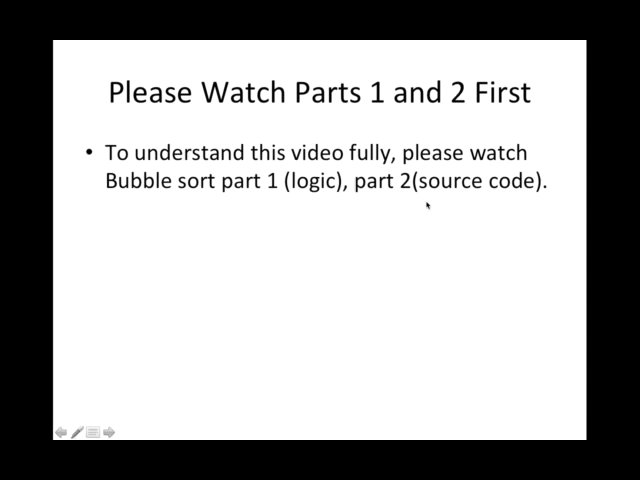 Please Watch Parts 1 and 2 First
• To understand this video fully, please watch
Bubble sort part 1 (logic), part 2(source code).